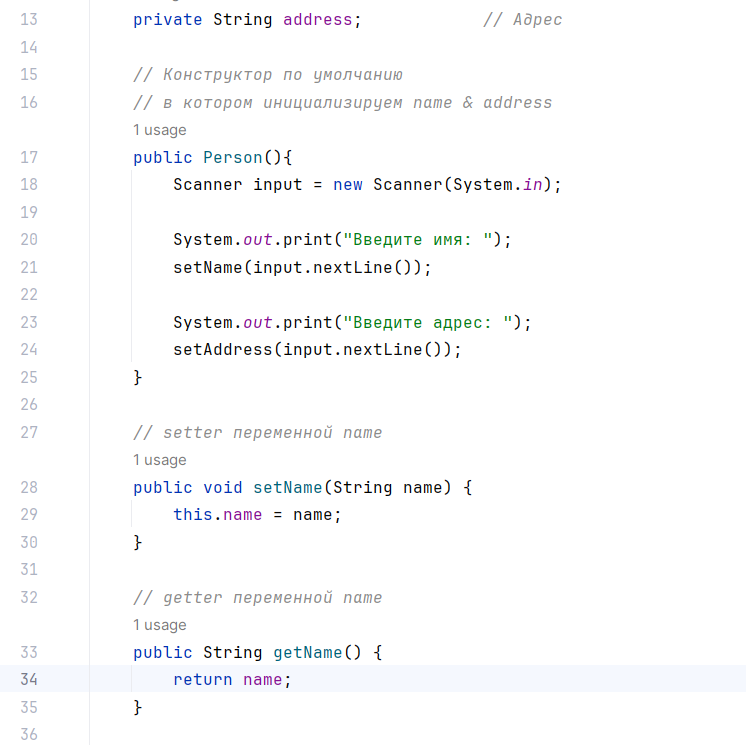 13 private String address; // Адрес
14
15 // Конструктор по умолчанию
16 // в котором инициализируем name & address
1 usage
17 public Person(){
18 Scanner input = new Scanner(System.in);
19
20 System.out.print("Введите имя: ");
21 setName(input.nextLine());
22
23 System.out.print("Введите адрес: ");
24 setAddress(input.nextLine());
25 }
26
27 // setter переменной name
1 usage
28 public void setName(String name) {
29 this.name = name;
30 }
31
32 // getter переменной name
1 usage
33 public String getName() {
34 return name;
35 }
36